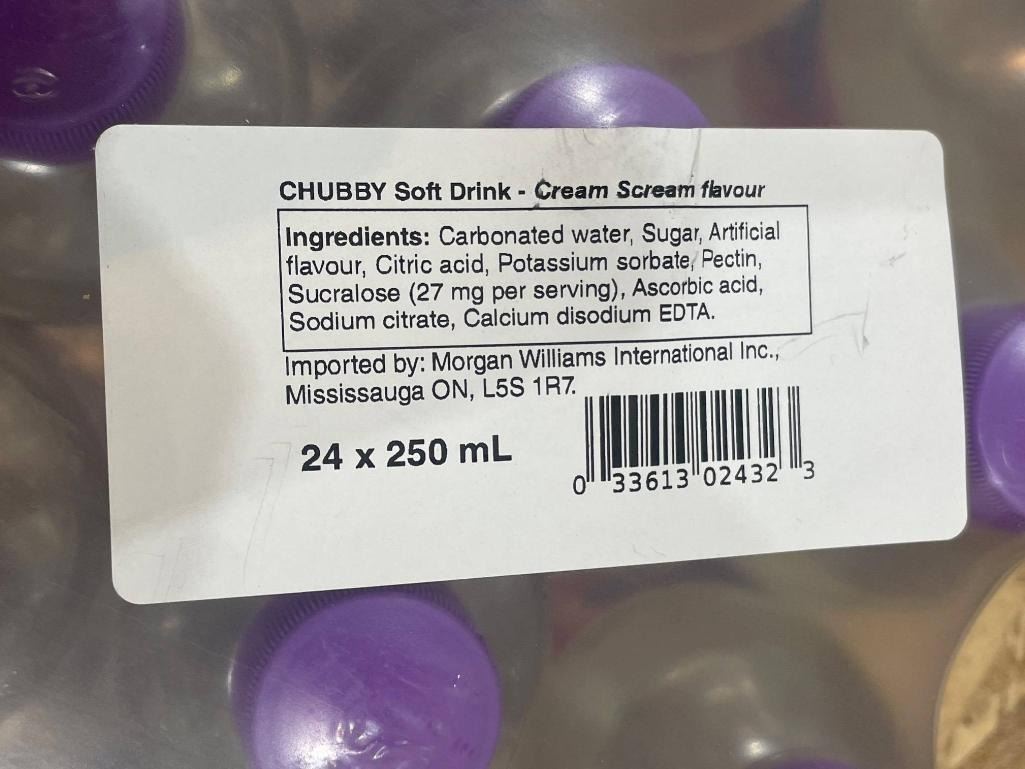 CHUBBY Soft Drink - Cream Scream flavour
Ingredients: Carbonated water, Sugar, Artificial
flavour, Citric acid, Potassium sorbate, Pectin,
Sucralose (27 mg per serving), Ascorbic acid,
Sodium citrate, Calcium disodium EDTA.
Imported by: Morgan Williams International Inc.,
Mississauga ON, L5S 1R7.
24 x 250 mL
0 33613 02432 3